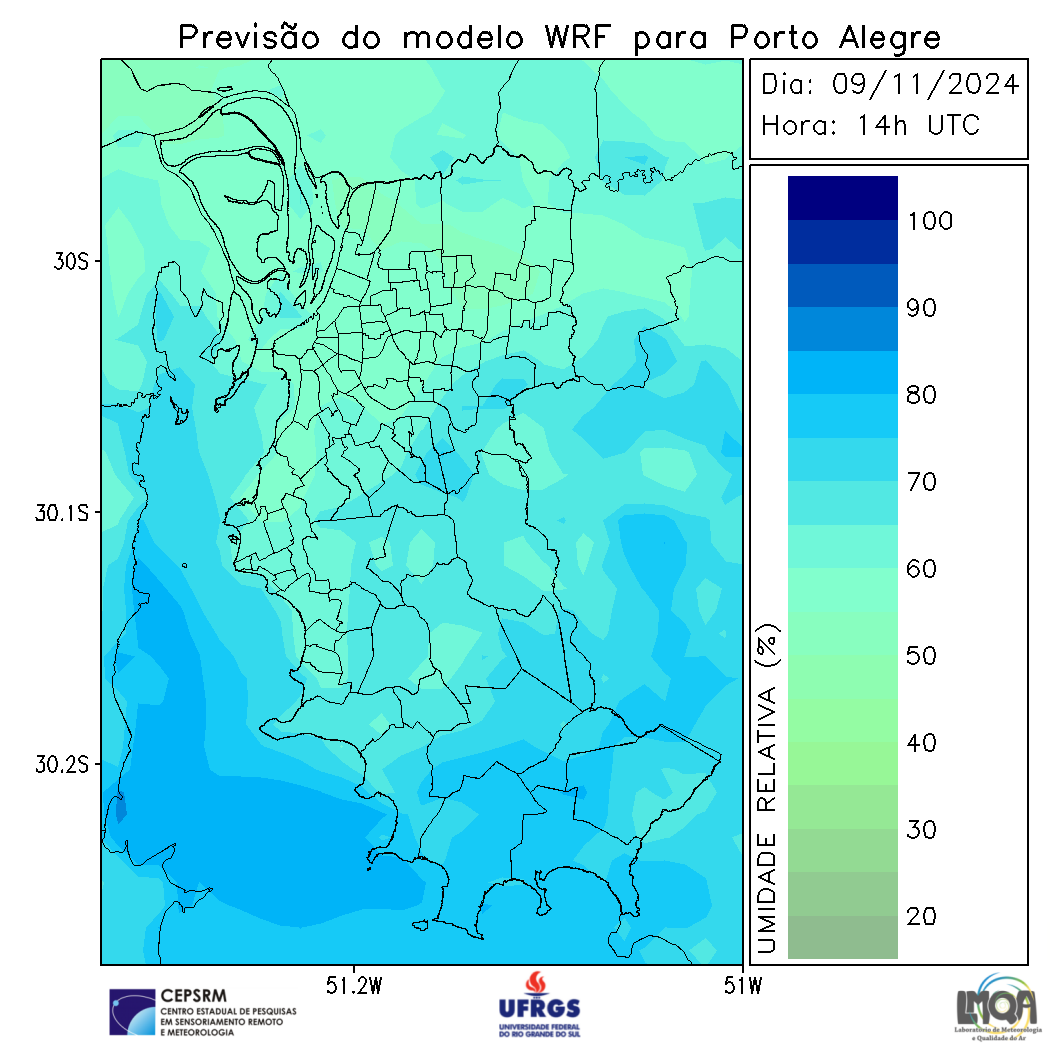 Previsão do modelo WRF para Porto Alegre
Dia: 09/11/2024
Hora: 14h UTC
30S
30.1S
30.2S
51.2W
51W
100
90
80
70
60
50
40
30
20
UMIDADE RELATIVA (%)
CEPSRM
CENTRO ESTADUAL DE PESQUISAS
EM SENSORIAMENTO REMOTO
E METEOROLOGIA
UFRGS
UNIVERSIDADE FEDERAL
DO RIO GRANDE DO SUL
LMQA
Laboratório de Meteorologia
e Qualidade do Ar